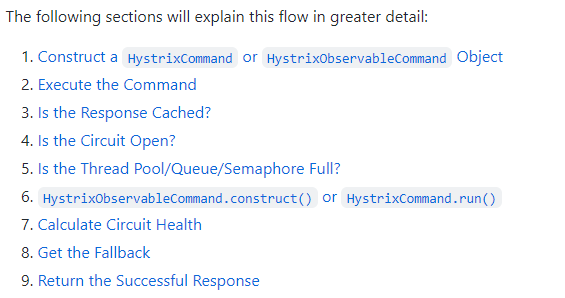 The following sections will explain this flow in greater detail:
1. Construct a HystrixCommand or HystrixObservableCommand Object
2. Execute the Command
3. Is the Response Cached?
4. Is the Circuit Open?
5. Is the Thread Pool/Queue/Semaphore Full?
6. HystrixObservableCommand.construct() or HystrixCommand.run()
7. Calculate Circuit Health
8. Get the Fallback
9. Return the Successful Response